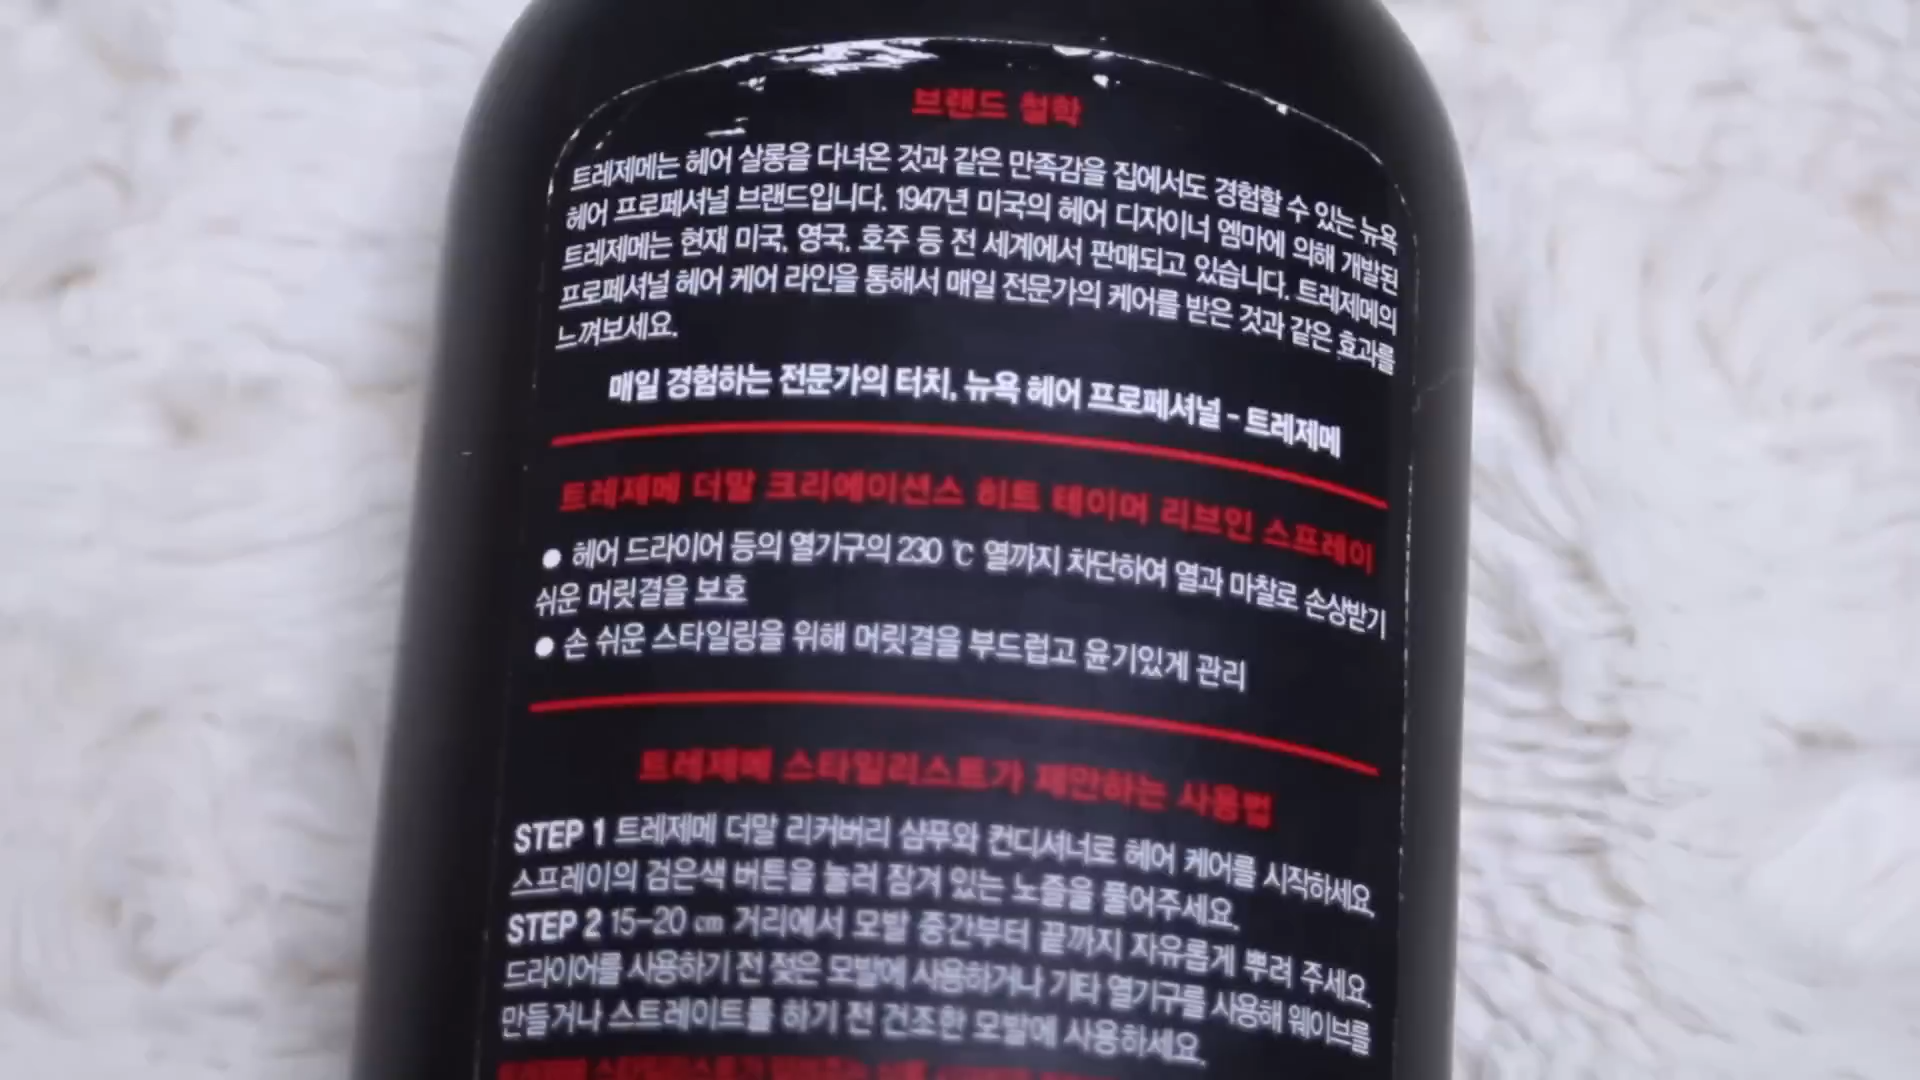 브랜드 철학
트레제메는 헤어 살롱을 다녀온 것과 같은 만족감을 집에서도 경험할 수 있는 뉴욕
헤어 프로페셔널 브랜드입니다. 1947년 미국의 헤어 디자이너 엠마에 의해 개발된
트레제메는 현재 미국, 영국, 호주 등 전 세계에서 판매되고 있습니다. 트레제메의
프로페셔널 헤어 케어 라인을 통해서 매일 전문가의 케어를 받은 것과 같은 효과를
느껴보세요.
매일 경험하는 전문가의 터치, 뉴욕 헤어 프로페셔널 - 트레제메
트레제메 더말 크리에이션스 히트 테이머 리브인 스프레이
● 헤어 드라이어 등의 열기구의 230 ℃ 열까지 차단하여 열과 마찰로 손상받기
쉬운 머릿결을 보호
● 손 쉬운 스타일링을 위해 머릿결을 부드럽고 윤기있게 관리
트레제메 스타일리스트가 제안하는 사용법
STEP 1 트레제메 더말 리커버리 샴푸와 컨디셔너로 헤어 케어를 시작하세요.
스프레이의 검은색 버튼을 눌러 잠겨 있는 노즐을 풀어주세요.
STEP 2 15-20 ㎝ 거리에서 모발 중간부터 끝까지 자유롭게 뿌려 주세요.
드라이어를 사용하기 전 젖은 모발에 사용하거나 기타 열기구를 사용해 웨이브를
만들거나 스트레이트를 하기 전 건조한 모발에 사용하세요.